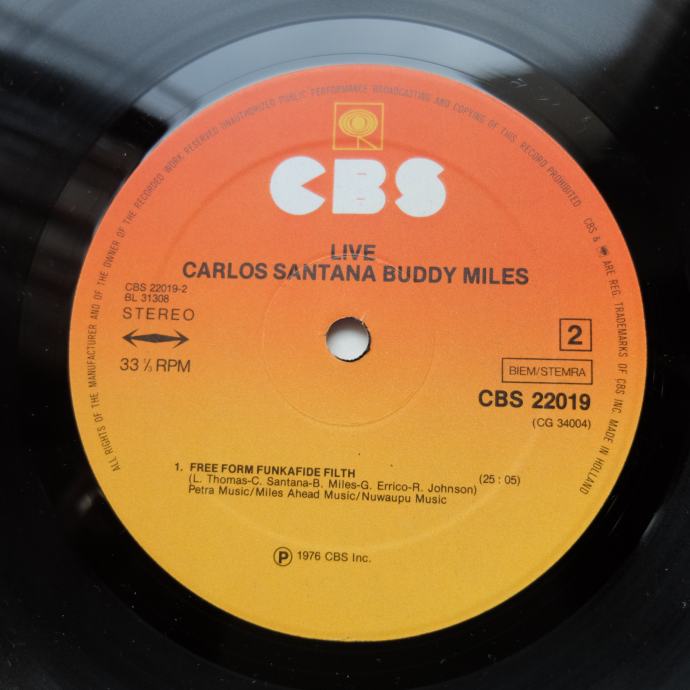 ALL RIGHTS OF THE MANUFACTURER AND OF THE OWNER OF THE RECORDED WORK RESERVED UNAUTHORIZED PUBLIC PERFORMANCE BROADCASTING AND COPYING OF THIS RECORD PROHIBITED
CBS & ARE REG. TRADEMARKS OF CBS INC. MADE IN HOLLAND
CBS
LIVE
CARLOS SANTANA BUDDY MILES
CBS 22019-2
BL 31308
STEREO
33 ⅓ RPM
2
BIEM/STEMRA
CBS 22019
(CG 34004)
1. FREE FORM FUNKAFIDE FILTH
(L. Thomas-C. Santana-B. Miles-G. Errico-R. Johnson) (25 : 05)
Petra Music/Miles Ahead Music/Nuwaupu Music
Ⓟ 1976 CBS Inc.